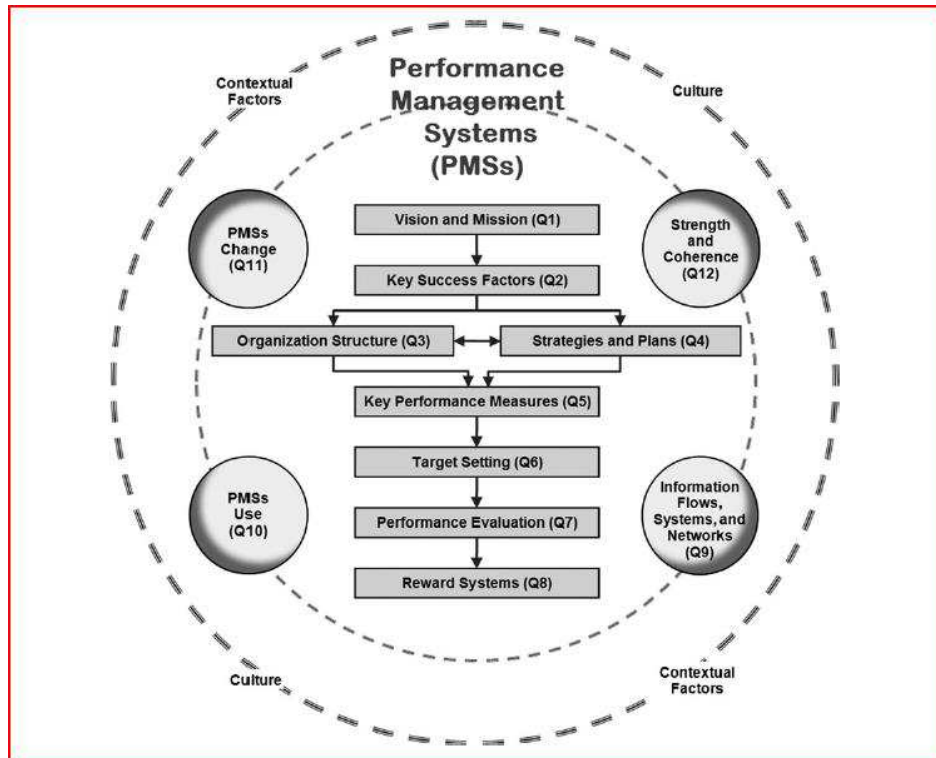 Performance
Management
Systems
(PMSs)
Contextual
Factors
Culture
PMSs
Change
(Q11)
Strength
and
Coherence
(Q12)
Vision and Mission (Q1)
Key Success Factors (Q2)
Organization Structure (Q3)
Strategies and Plans (Q4)
Key Performance Measures (Q5)
Target Setting (Q6)
Performance Evaluation (Q7)
Reward Systems (Q8)
PMSs
Use
(Q10)
Information
Flows,
Systems, and
Networks
(Q9)
Culture
Contextual
Factors